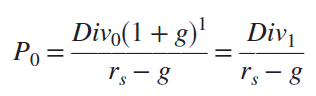 P₀ = Div₀(1 + g)¹ / (rₛ − g) = Div₁ / (rₛ − g)